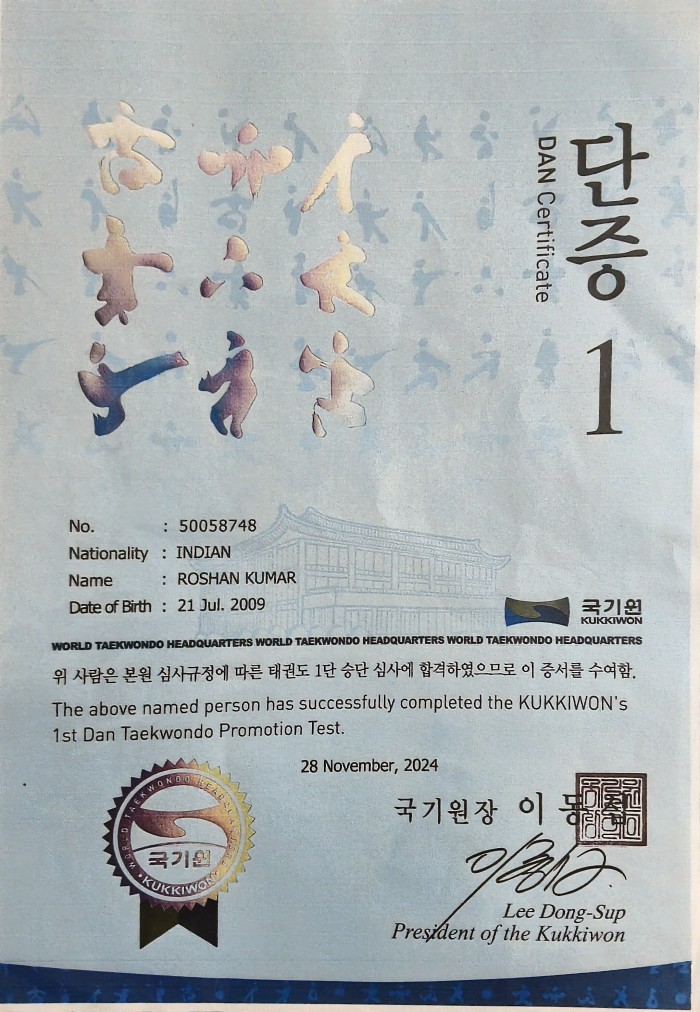 단증 1
DAN Certificate
No. : 50058748
Nationality : INDIAN
Name : ROSHAN KUMAR
Date of Birth : 21 Jul. 2009
국기원
KUKKIWON
WORLD TAEKWONDO HEADQUARTERS WORLD TAEKWONDO HEADQUARTERS WORLD TAEKWONDO HEADQUARTERS
위 사람은 본원 심사규정에 따른 태권도 1단 승단 심사에 합격하였으므로 이 증서를 수여함.
The above named person has successfully completed the KUKKIWON's
1st Dan Taekwondo Promotion Test.
28 November, 2024
국기원장 이 동 섭
WORLD TAEKWONDO HEADQUARTERS
국기원
KUKKIWON
Lee Dong-Sup
President of the Kukkiwon